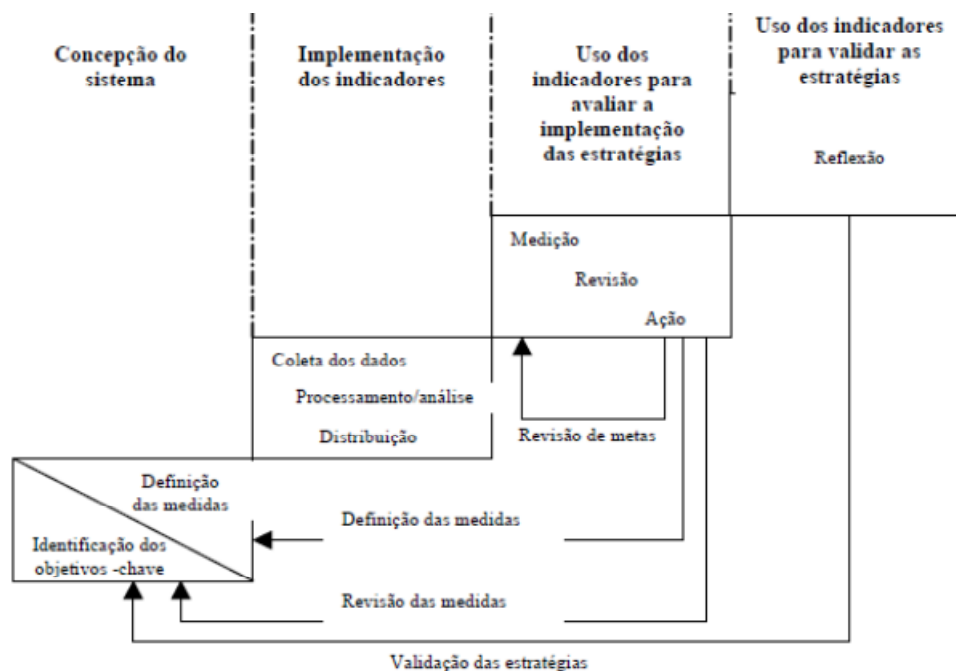 Concepção do
sistema
Implementação
dos indicadores
Uso dos
indicadores para
avaliar a
implementação
das estratégias
Uso dos indicadores
para validar as
estratégias
Reflexão
Medição
Revisão
Ação
Coleta dos dados
Processamento/análise
Distribuição
Revisão de metas
Definição
das medidas
Identificação dos
objetivos -chave
Definição das medidas
Revisão das medidas
Validação das estratégias